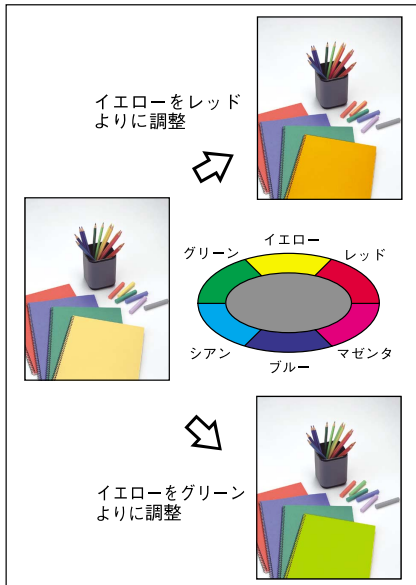 イエローをレッド
よりに調整
イエロー
グリーン
レッド
シアン
マゼンタ
ブルー
イエローをグリーン
よりに調整